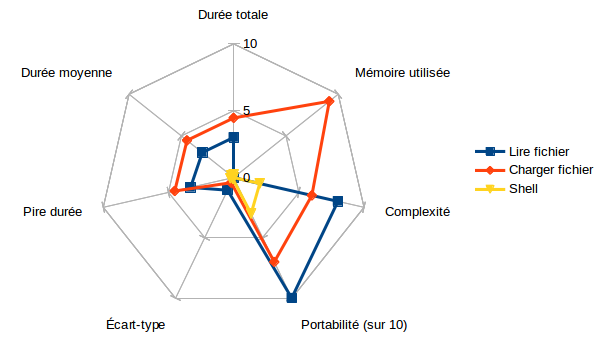 Durée totale
10
Durée moyenne
Mémoire utilisée
5
Lire fichier
Charger fichier
Shell
0
Pire durée
Complexité
Écart-type
Portabilité (sur 10)